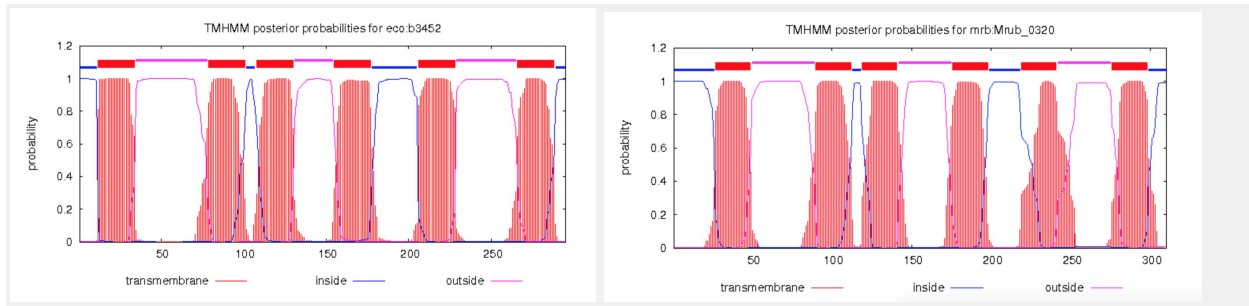 TMHMM posterior probabilities for eco:b3452
1.2
1
0.8
0.6
0.4
0.2
0
probability
50
100
150
200
250
transmembrane
inside
outside
TMHMM posterior probabilities for mrb:Mrub_0320
1.2
1
0.8
0.6
0.4
0.2
0
probability
50
100
150
200
250
300
transmembrane
inside
outside